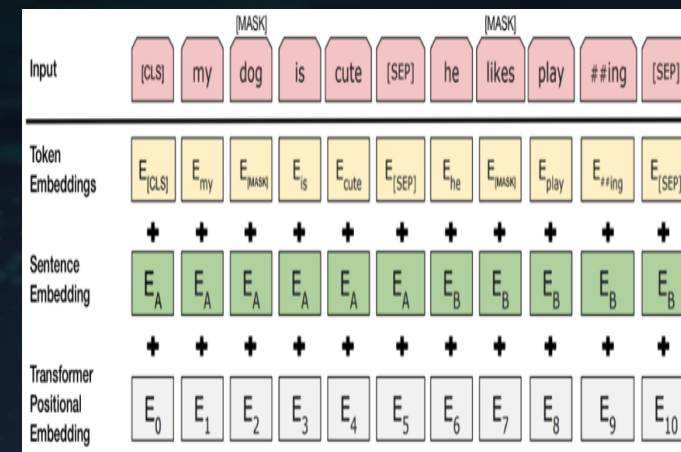 [MASK] [MASK]
Input [CLS] my dog is cute [SEP] he likes play ##ing [SEP]
Token
Embeddings E[CLS] Emy E[MASK] Eis Ecute E[SEP] Ehe E[MASK] Eplay E##ing E[SEP]
+ + + + + + + + + + +
Sentence
Embedding EA EA EA EA EA EA EB EB EB EB EB
+ + + + + + + + + + +
Transformer
Positional
Embedding E0 E1 E2 E3 E4 E5 E6 E7 E8 E9 E10